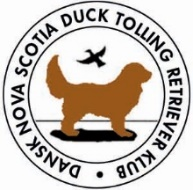 DANSK NOVA SCOTIA DUCK TOLLING RETRIEVER KLUB •